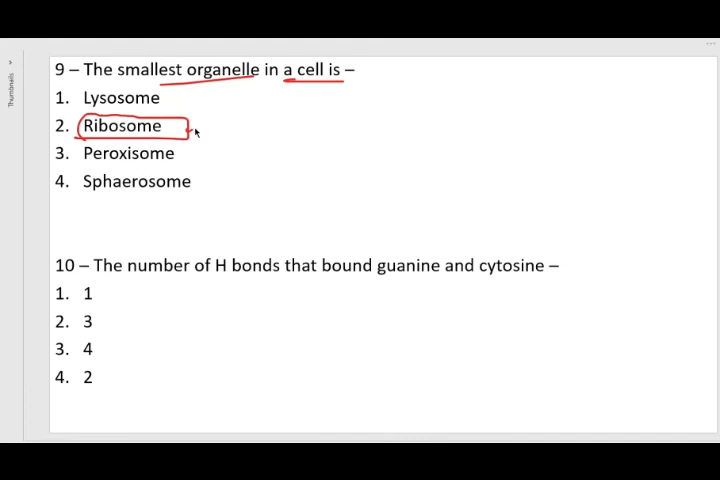 Thumbnails
9 – The smallest organelle in a cell is –
1. Lysosome
2. Ribosome
3. Peroxisome
4. Sphaerosome
10 – The number of H bonds that bound guanine and cytosine –
1. 1
2. 3
3. 4
4. 2